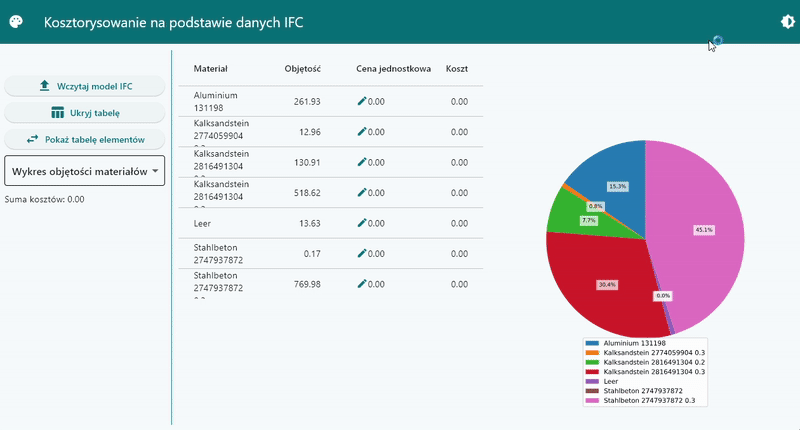 Kosztorysowanie na podstawie danych IFC
Wczytaj model IFC
Ukryj tabelę
Pokaż tabelę elementów
Wykres objętości materiałów
Suma kosztów: 0.00
Materiał Objętość Cena jednostkowa Koszt
Aluminium
131198 261.93 0.00 0.00
Kalksandstein
2774059904 12.96 0.00 0.00
Kalksandstein
2816491304 130.91 0.00 0.00
Kalksandstein
2816491304 518.62 0.00 0.00
Leer 13.63 0.00 0.00
Stahlbeton
2747937872 0.17 0.00 0.00
Stahlbeton
2747937872 769.98 0.00 0.00
15.3%
0.8%
7.7%
45.1%
30.4%
0.0%
Aluminium 131198
Kalksandstein 2774059904 0.3
Kalksandstein 2816491304 0.2
Kalksandstein 2816491304 0.3
Leer
Stahlbeton 2747937872
Stahlbeton 2747937872 0.3